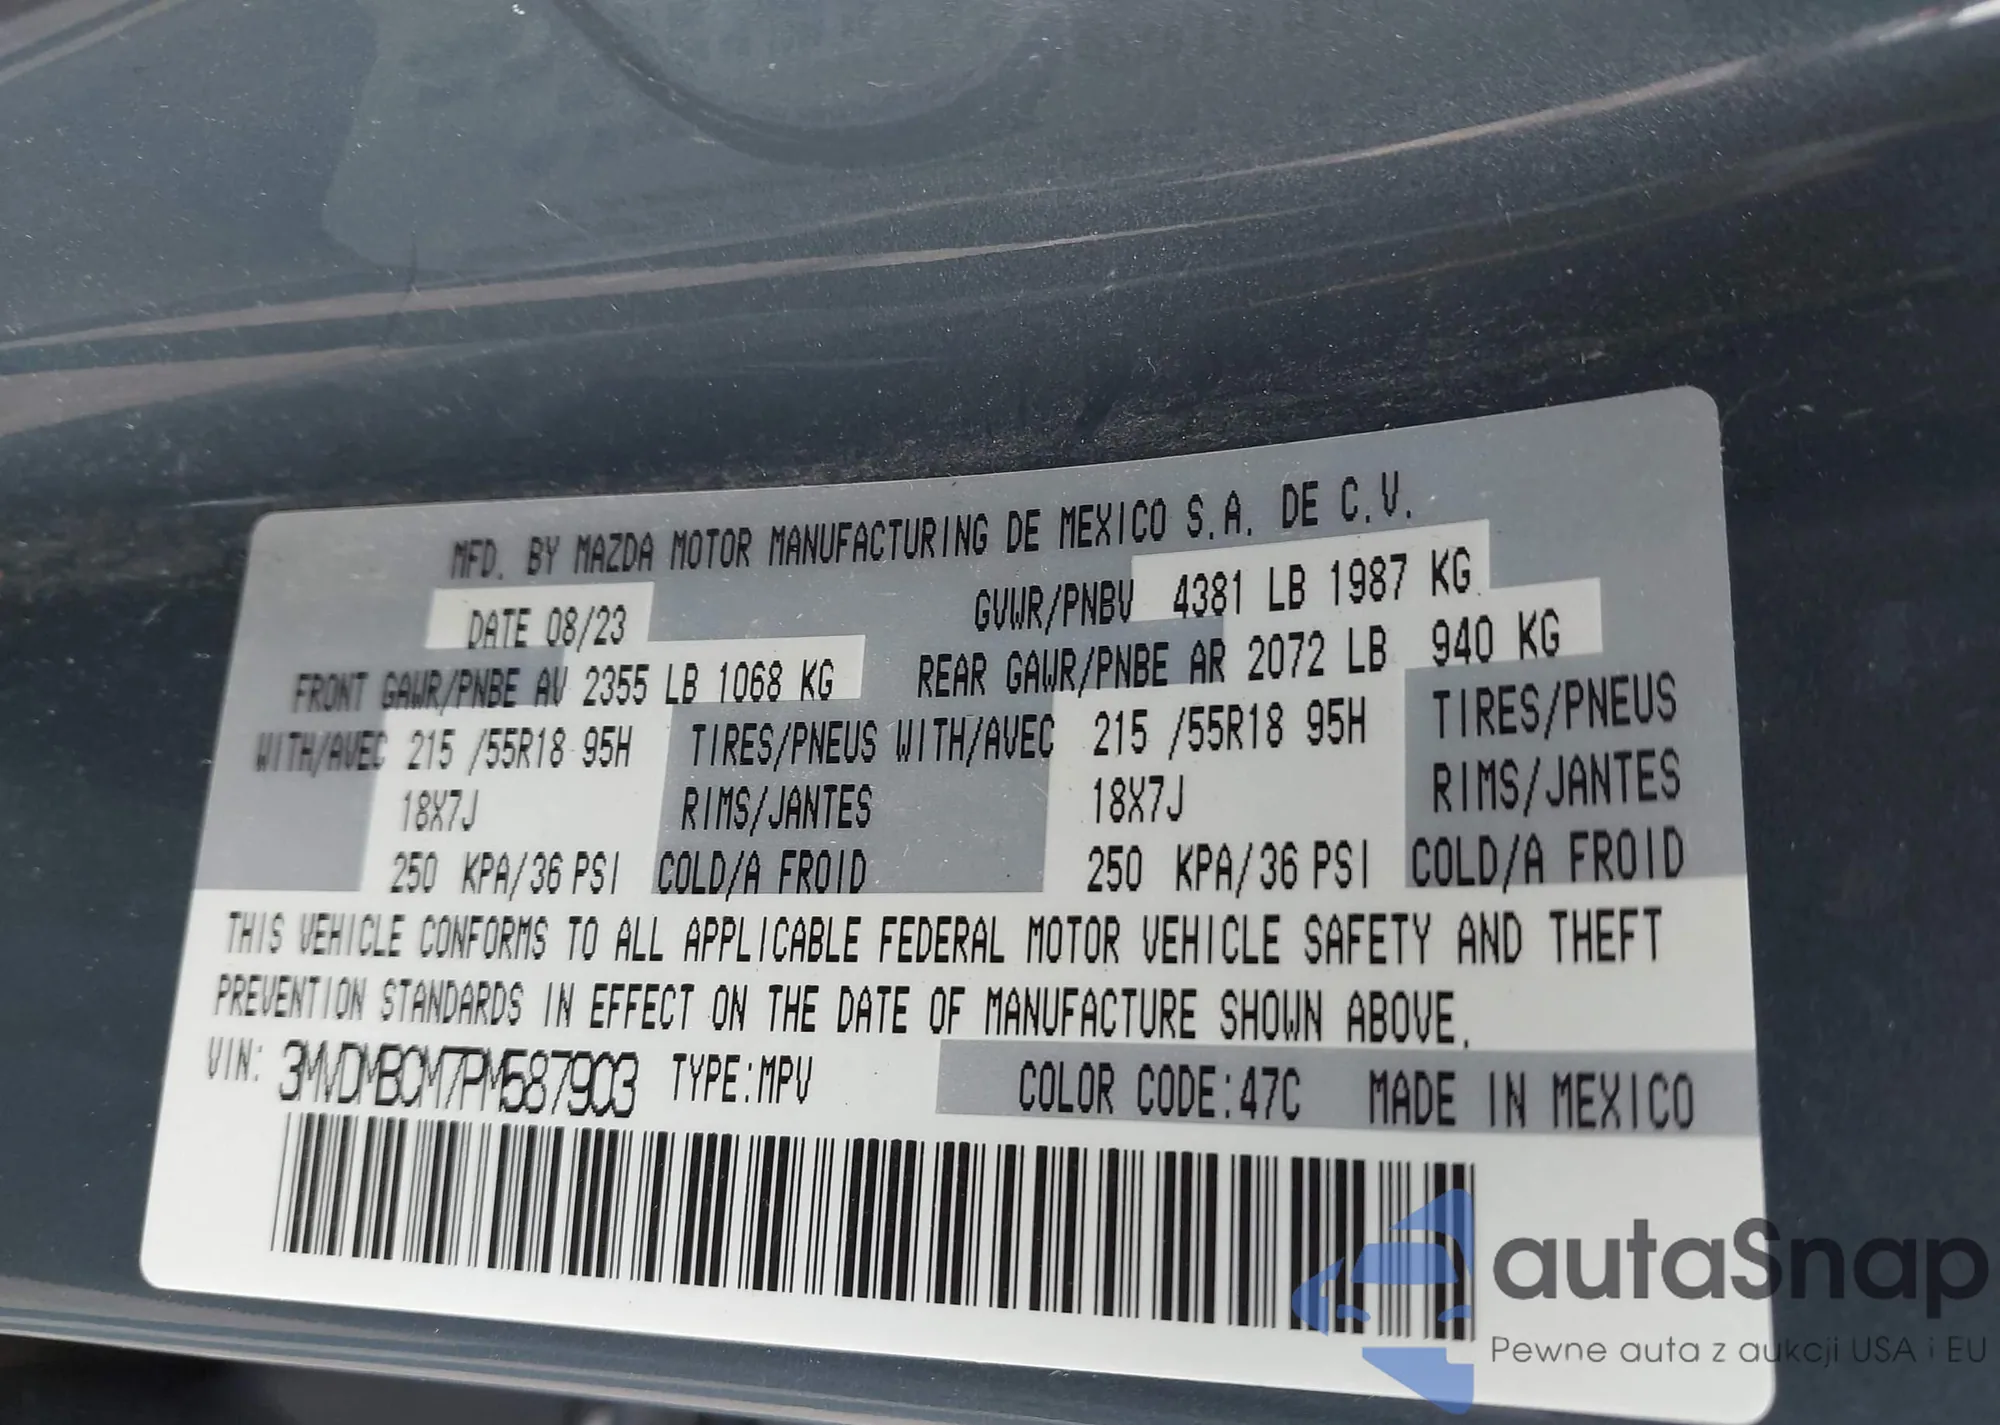 MFD. BY MAZDA MOTOR MANUFACTURING DE MEXICO S.A. DE C.V.
DATE 08/23 GVWR/PNBV 4381 LB 1987 KG
FRONT GAWR/PNBE AV 2355 LB 1068 KG REAR GAWR/PNBE AR 2072 LB 940 KG
WITH/AVEC 215 /55R18 95H TIRES/PNEUS WITH/AVEC 215 /55R18 95H TIRES/PNEUS
18X7J RIMS/JANTES 18X7J RIMS/JANTES
250 KPA/36 PSI COLD/A FROID 250 KPA/36 PSI COLD/A FROID
THIS VEHICLE CONFORMS TO ALL APPLICABLE FEDERAL MOTOR VEHICLE SAFETY AND THEFT
PREVENTION STANDARDS IN EFFECT ON THE DATE OF MANUFACTURE SHOWN ABOVE.
VIN: 3MVDMBCM7PM587903 TYPE:MPV COLOR CODE:47C MADE IN MEXICO
autaSnap
Pewne auta z aukcji USA i EU